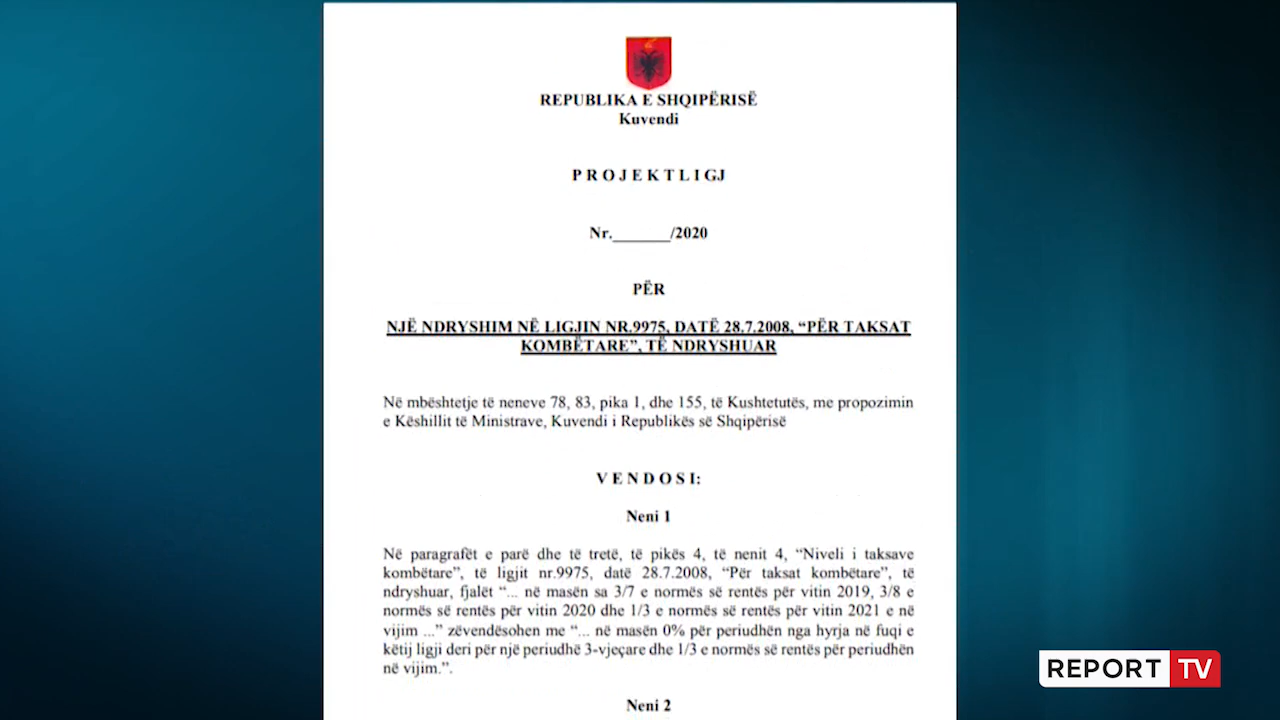 REPUBLIKA E SHQIPËRISË
Kuvendi
P R O J E K T L I G J
Nr._______/2020
PËR
NJË NDRYSHIM NË LIGJIN NR.9975, DATË 28.7.2008, “PËR TAKSAT
KOMBËTARE”, TË NDRYSHUAR
Në mbështetje të neneve 78, 83, pika 1, dhe 155, të Kushtetutës, me propozimin
e Këshillit të Ministrave, Kuvendi i Republikës së Shqipërisë
V E N D O S I:
Neni 1
Në paragrafët e parë dhe të tretë, të pikës 4, të nenit 4, “Niveli i taksave
kombëtare”, të ligjit nr.9975, datë 28.7.2008, “Për taksat kombëtare”, të
ndryshuar, fjalët “... në masën sa 3/7 e normës së rentës për vitin 2019, 3/8 e
normës së rentës për vitin 2020 dhe 1/3 e normës së rentës për vitin 2021 e në
vijim ...” zëvendësohen me “... në masën 0% për periudhën nga hyrja në fuqi e
këtij ligji deri për një periudhë 3-vjeçare dhe 1/3 e normës së rentës për periudhën
në vijim.”.
Neni 2
REPORT TV